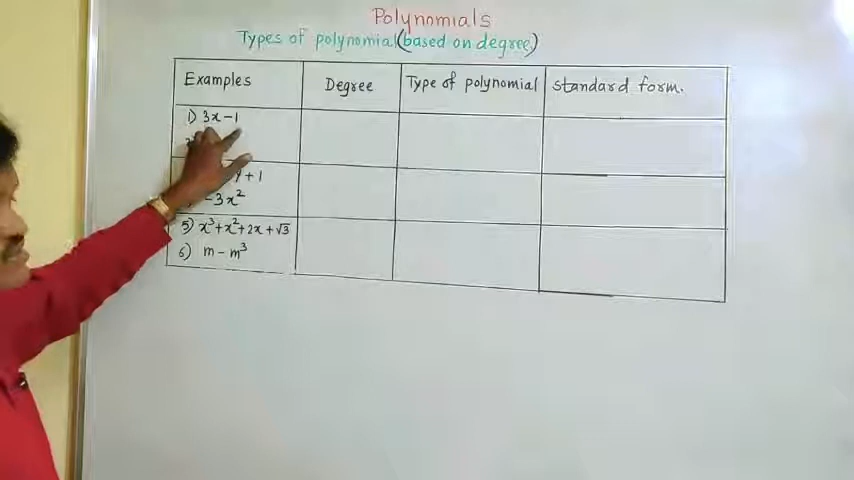 Polynomials
Types of polynomial (based on degree)
Examples Degree Type of polynomial standard form.
1) 3x - 1
y + 1
- 3x²
5) x³ + x² + 2x + √3
6) m - m³